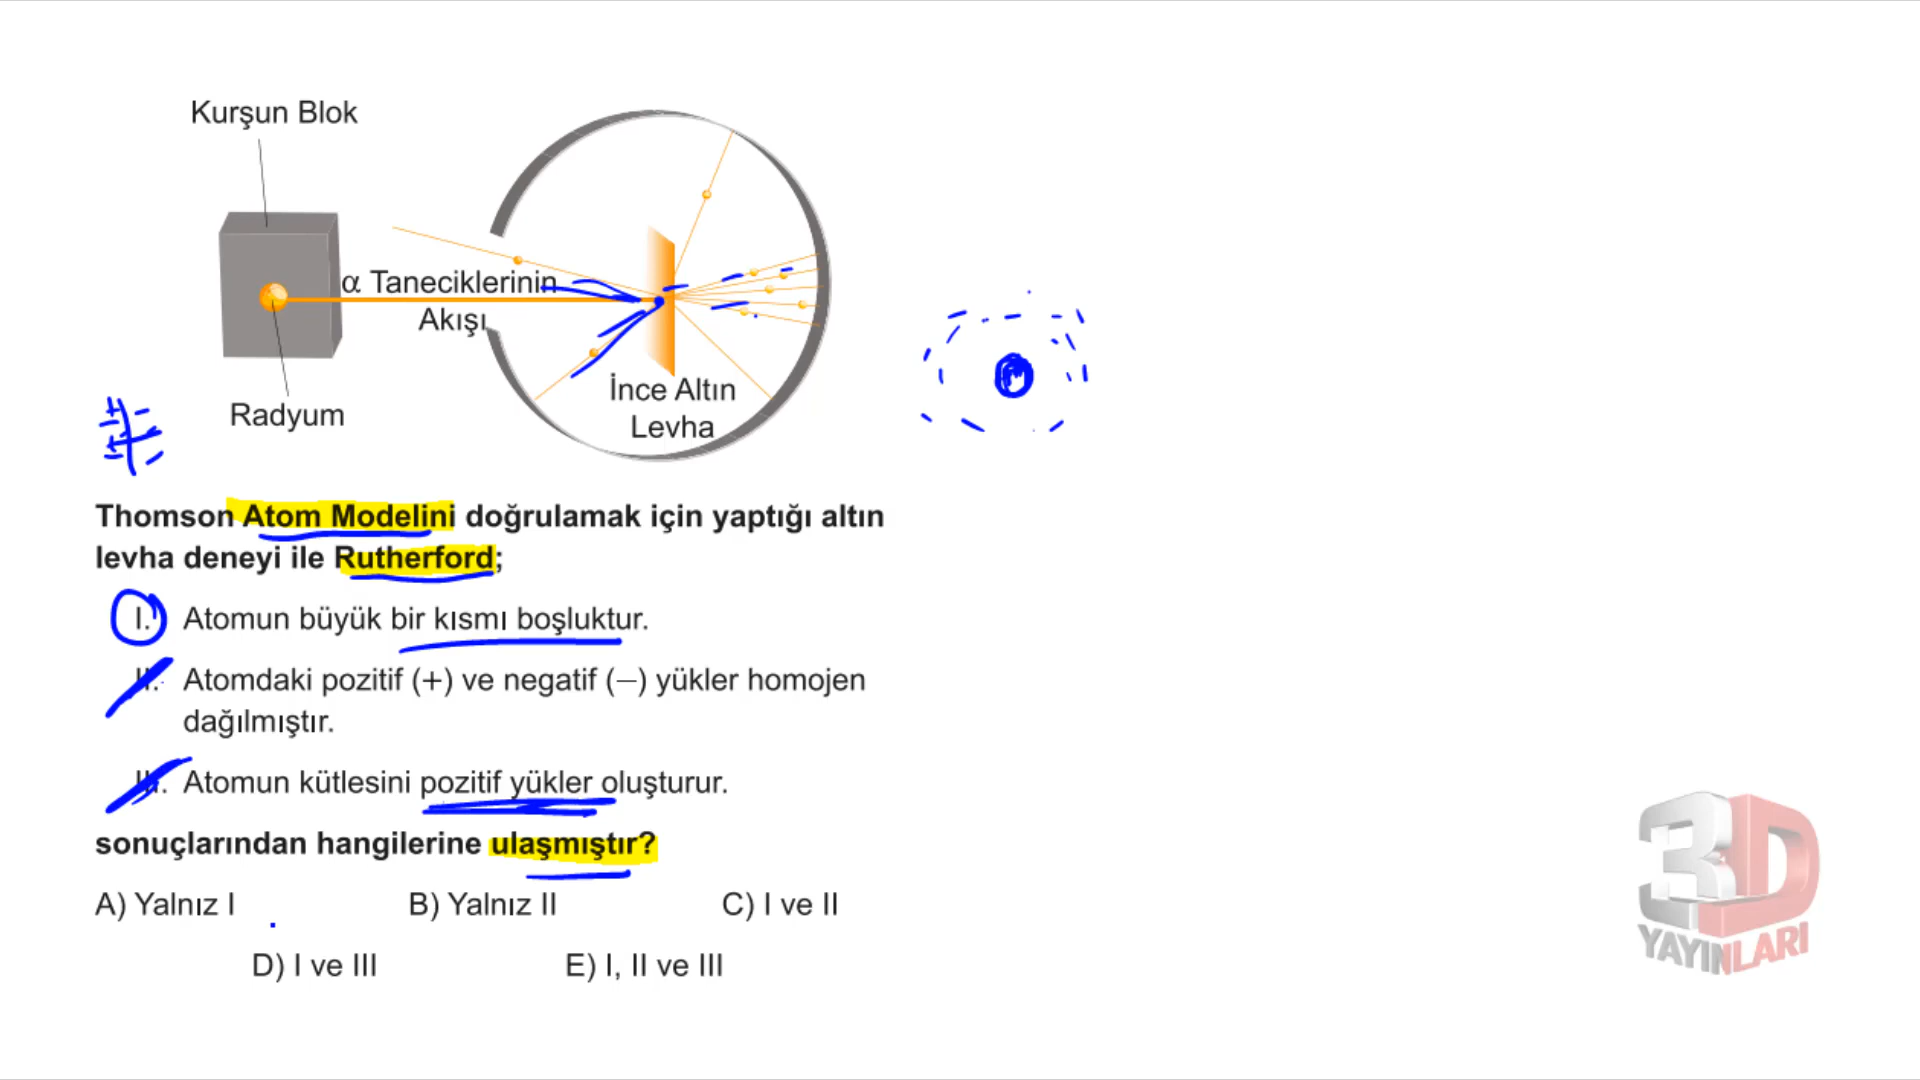 Kurşun Blok
α Taneciklerinin
Akışı
İnce Altın
Levha
Radyum
Thomson Atom Modelini doğrulamak için yaptığı altın
levha deneyi ile Rutherford;
I. Atomun büyük bir kısmı boşluktur.
II. Atomdaki pozitif (+) ve negatif (−) yükler homojen
dağılmıştır.
III. Atomun kütlesini pozitif yükler oluşturur.
sonuçlarından hangilerine ulaşmıştır?
A) Yalnız I B) Yalnız II C) I ve II
D) I ve III E) I, II ve III
3D
YAYINLARI